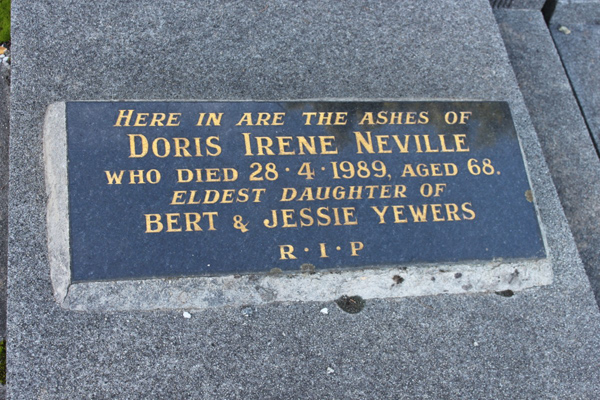 HERE IN ARE THE ASHES OF
DORIS IRENE NEVILLE
WHO DIED 28·4·1989, AGED 68.
ELDEST DAUGHTER OF
BERT & JESSIE YEWERS
R·I·P